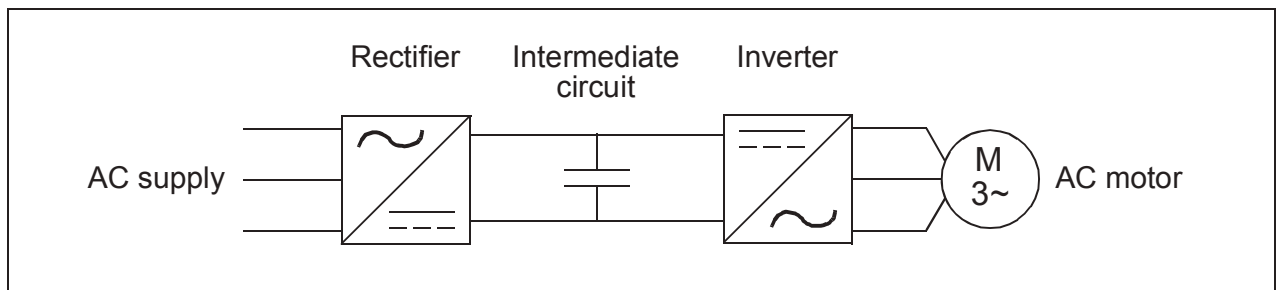 Rectifier
Intermediate
circuit
Inverter
AC supply
M
3~
AC motor